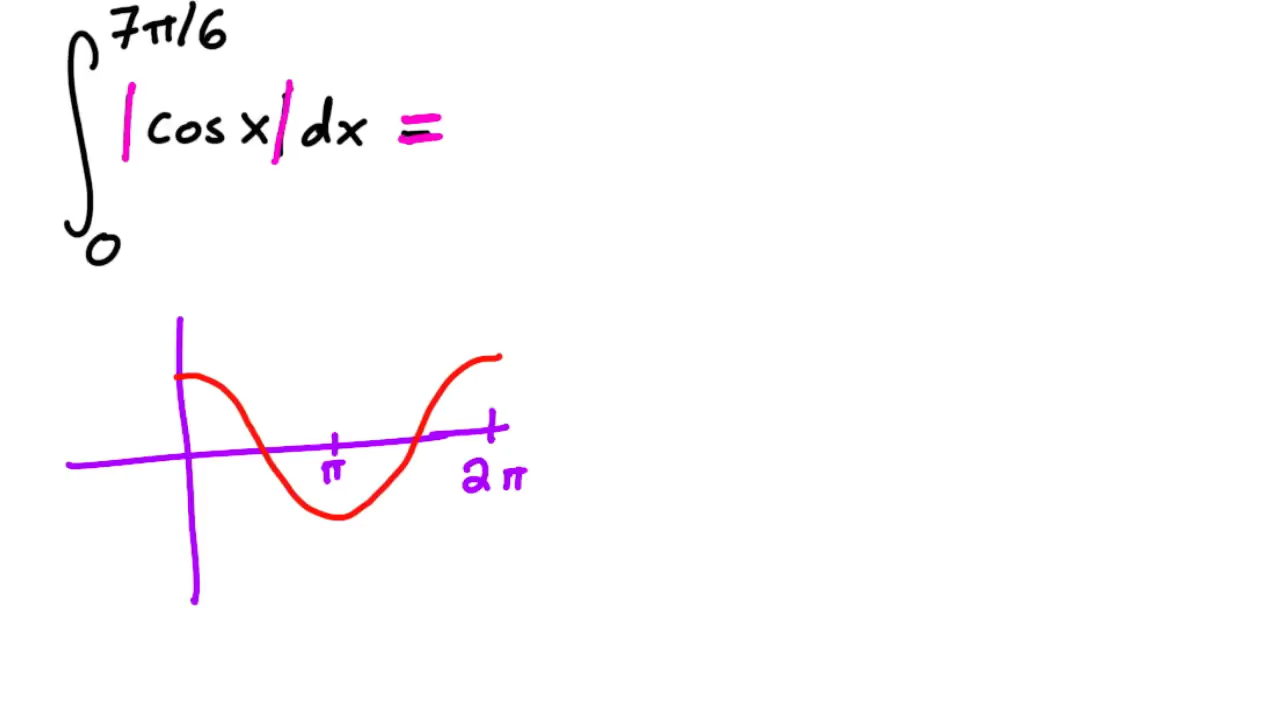 ∫₀^{7π/6} |cos x| dx =
π
2π